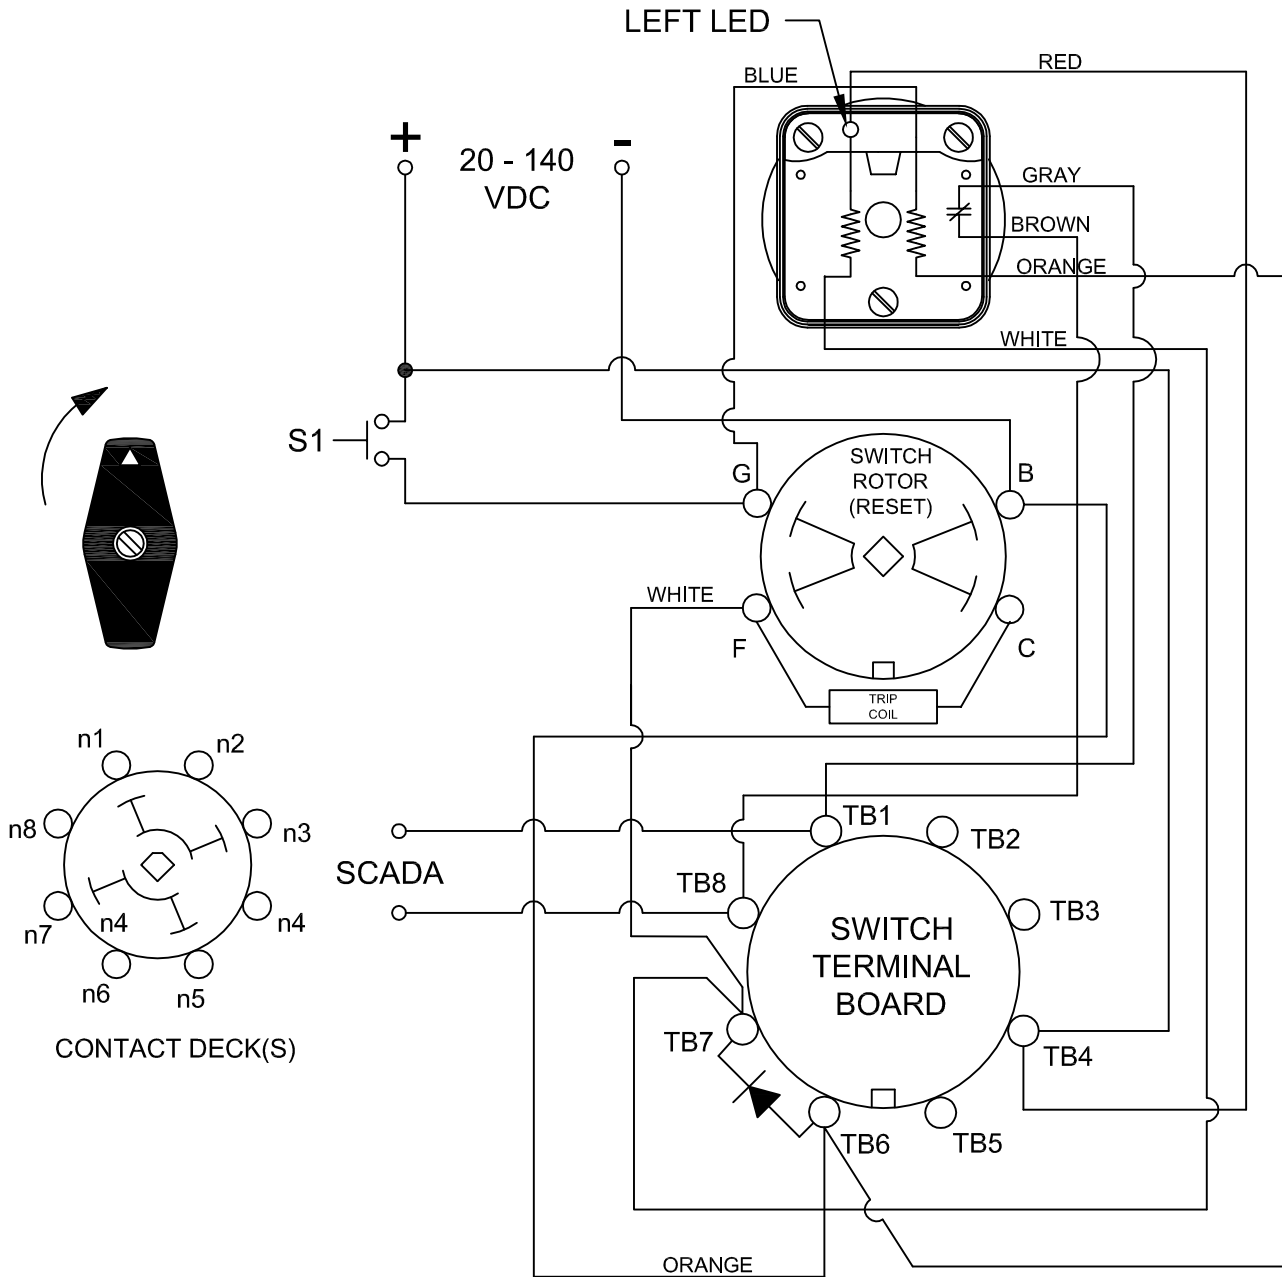 LEFT LED
RED
BLUE
+
-
20 - 140
VDC
GRAY
BROWN
ORANGE
WHITE
S1
SWITCH
ROTOR
(RESET)
G
B
WHITE
F
C
TRIP
COIL
n1
n2
n8
n3
n4
n4
n7
n6
n5
CONTACT DECK(S)
SCADA
TB1
TB2
TB8
TB3
SWITCH
TERMINAL
BOARD
TB7
TB4
TB6
TB5
ORANGE